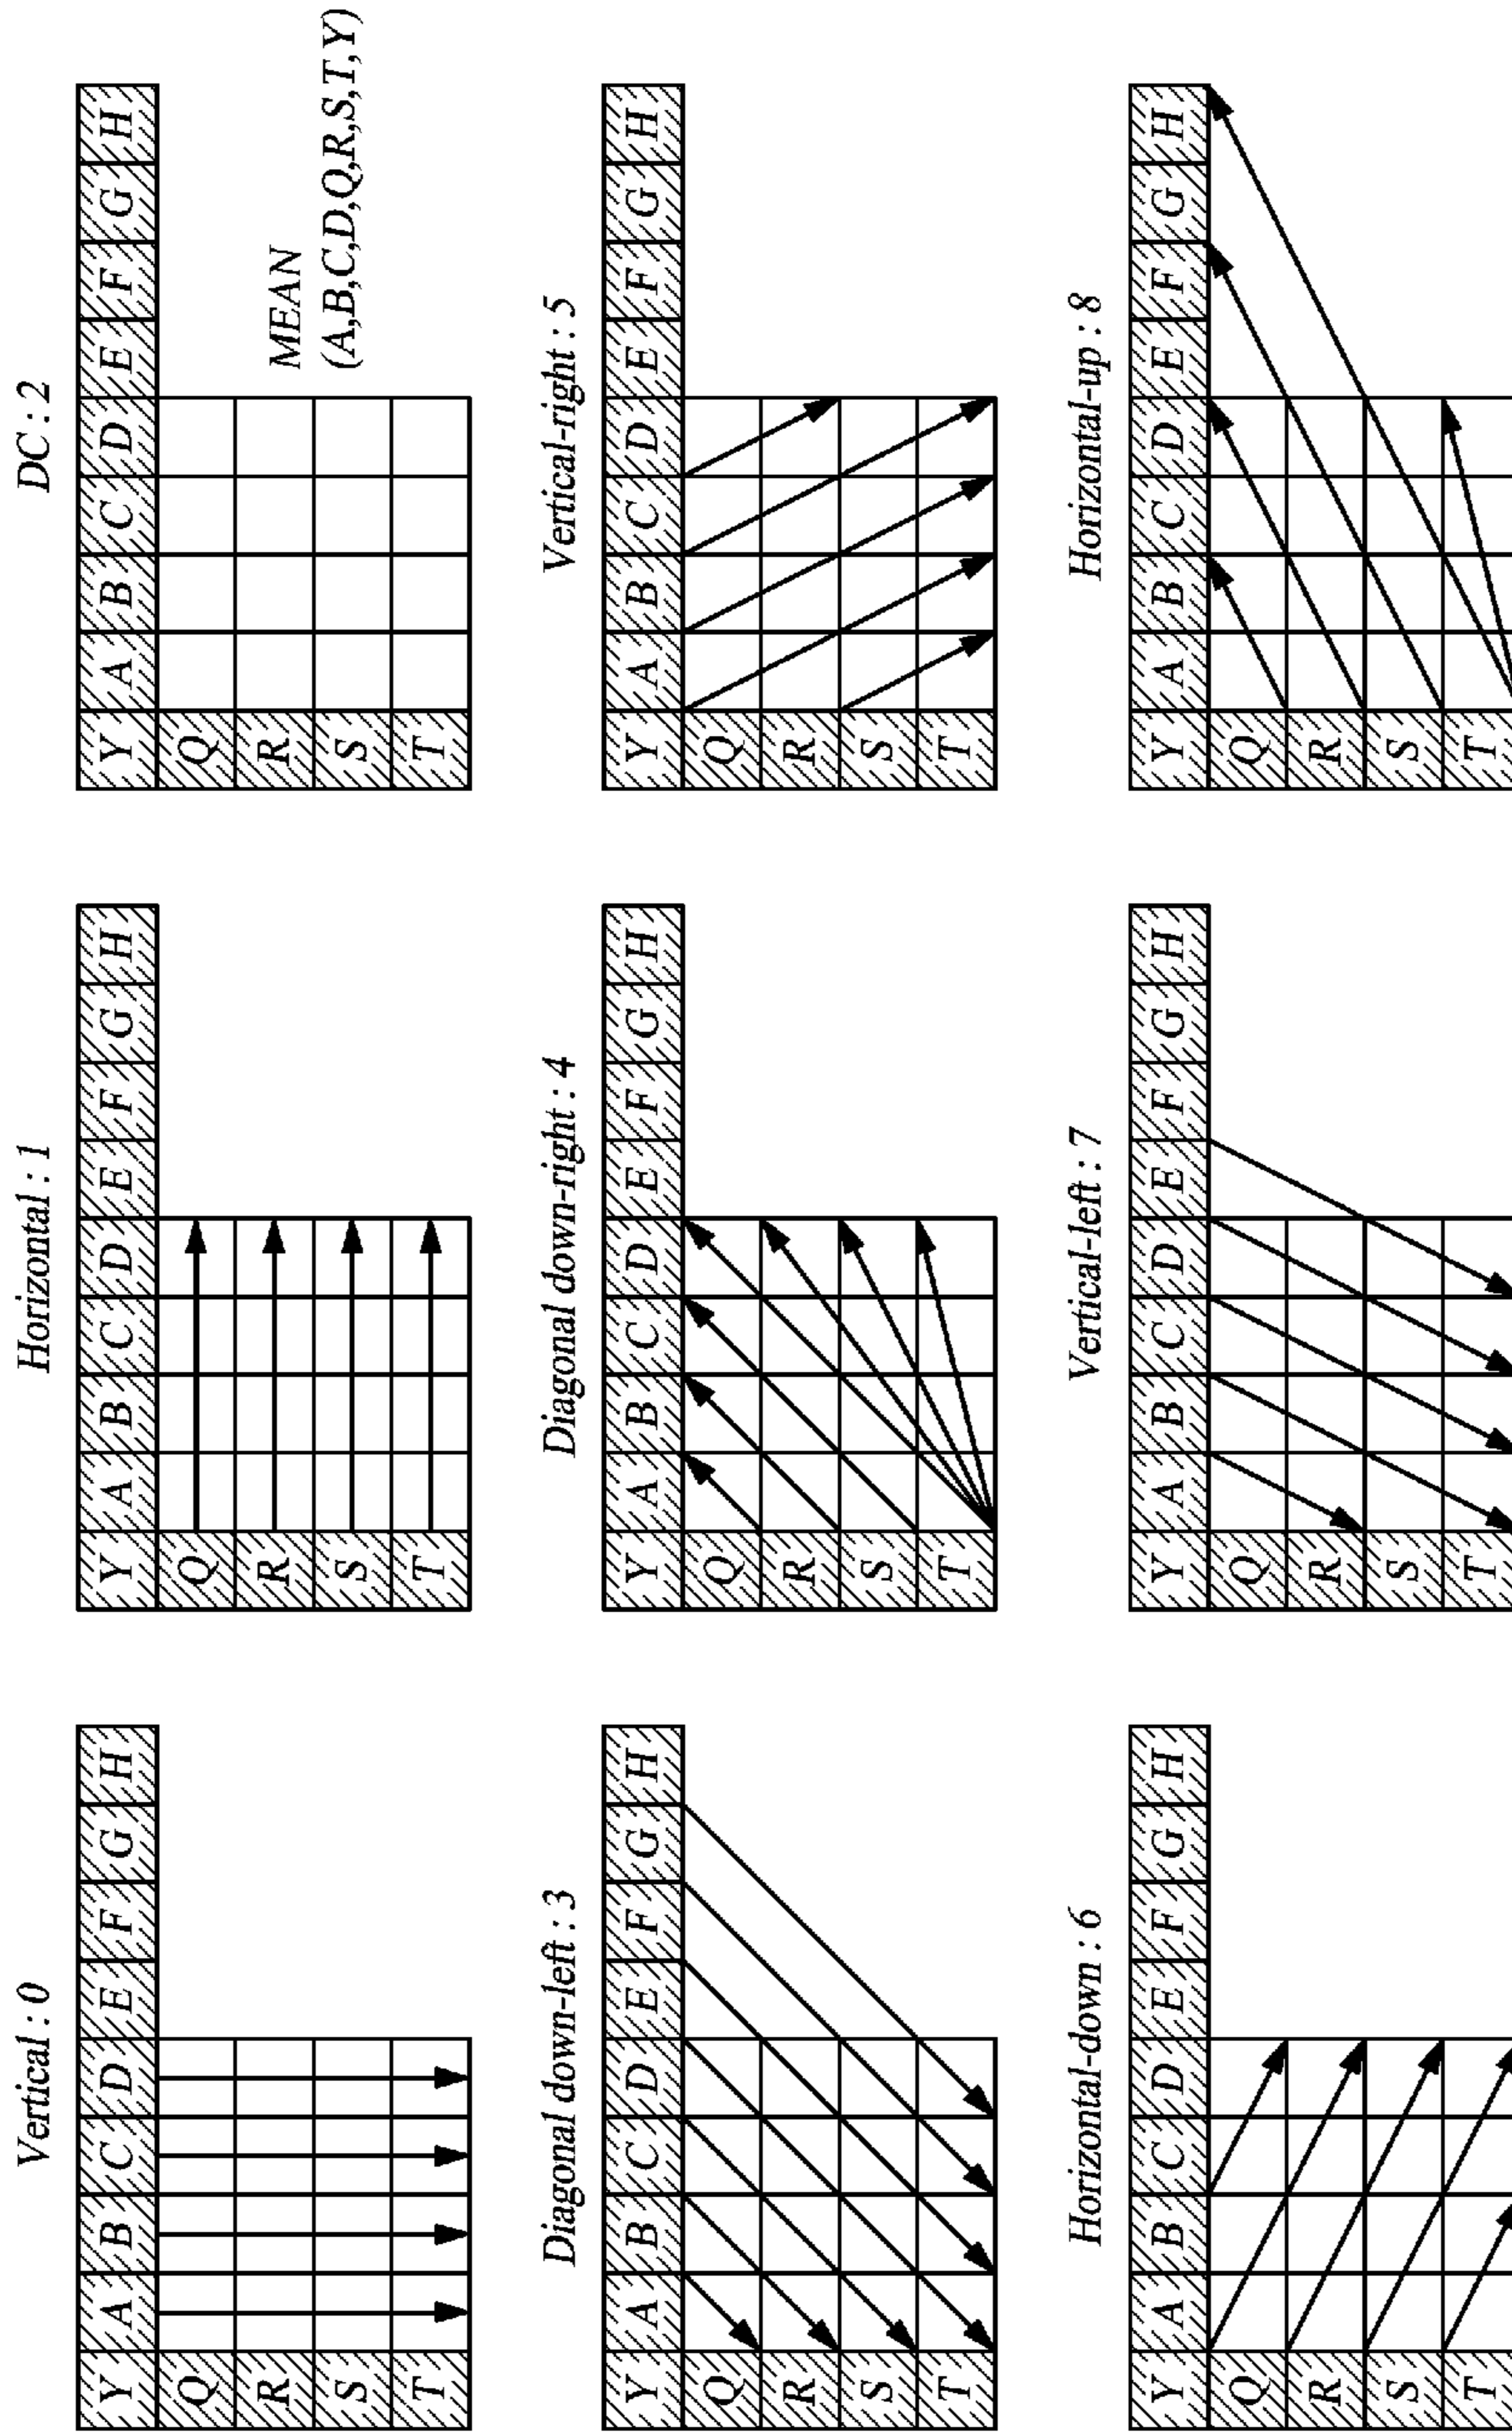 Vertical : 0
Y A B C D E F G H
Q
R
S
T
Horizontal : 1
Y A B C D E F G H
Q
R
S
T
DC : 2
Y A B C D E F G H
Q
R
MEAN
S
(A,B,C,D,Q,R,S,T,Y)
T
Diagonal down-left : 3
Y A B C D E F G H
Q
R
S
T
Diagonal down-right : 4
Y A B C D E F G H
Q
R
S
T
Vertical-right : 5
Y A B C D E F G H
Q
R
S
T
Horizontal-down : 6
Y A B C D E F G H
Q
R
S
T
Vertical-left : 7
Y A B C D E F G H
Q
R
S
T
Horizontal-up : 8
Y A B C D E F G H
Q
R
S
T